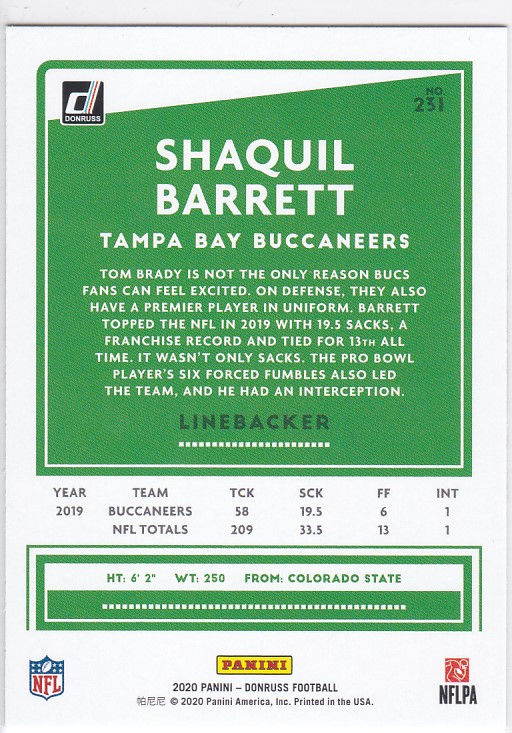 DONRUSS
NO.
231
SHAQUIL
BARRETT
TAMPA BAY BUCCANEERS
TOM BRADY IS NOT THE ONLY REASON BUCS
FANS CAN FEEL EXCITED. ON DEFENSE, THEY ALSO
HAVE A PREMIER PLAYER IN UNIFORM. BARRETT
TOPPED THE NFL IN 2019 WITH 19.5 SACKS, A
FRANCHISE RECORD AND TIED FOR 13TH ALL
TIME. IT WASN'T ONLY SACKS. THE PRO BOWL
PLAYER'S SIX FORCED FUMBLES ALSO LED
THE TEAM, AND HE HAD AN INTERCEPTION.
LINEBACKER
YEAR TEAM TCK SCK FF INT
2019 BUCCANEERS 58 19.5 6 1
NFL TOTALS 209 33.5 13 1
HT: 6' 2" WT: 250 FROM: COLORADO STATE
NFL
PANINI
NFLPA
2020 PANINI – DONRUSS FOOTBALL
帕尼尼 © 2020 Panini America, Inc. Printed in the USA.